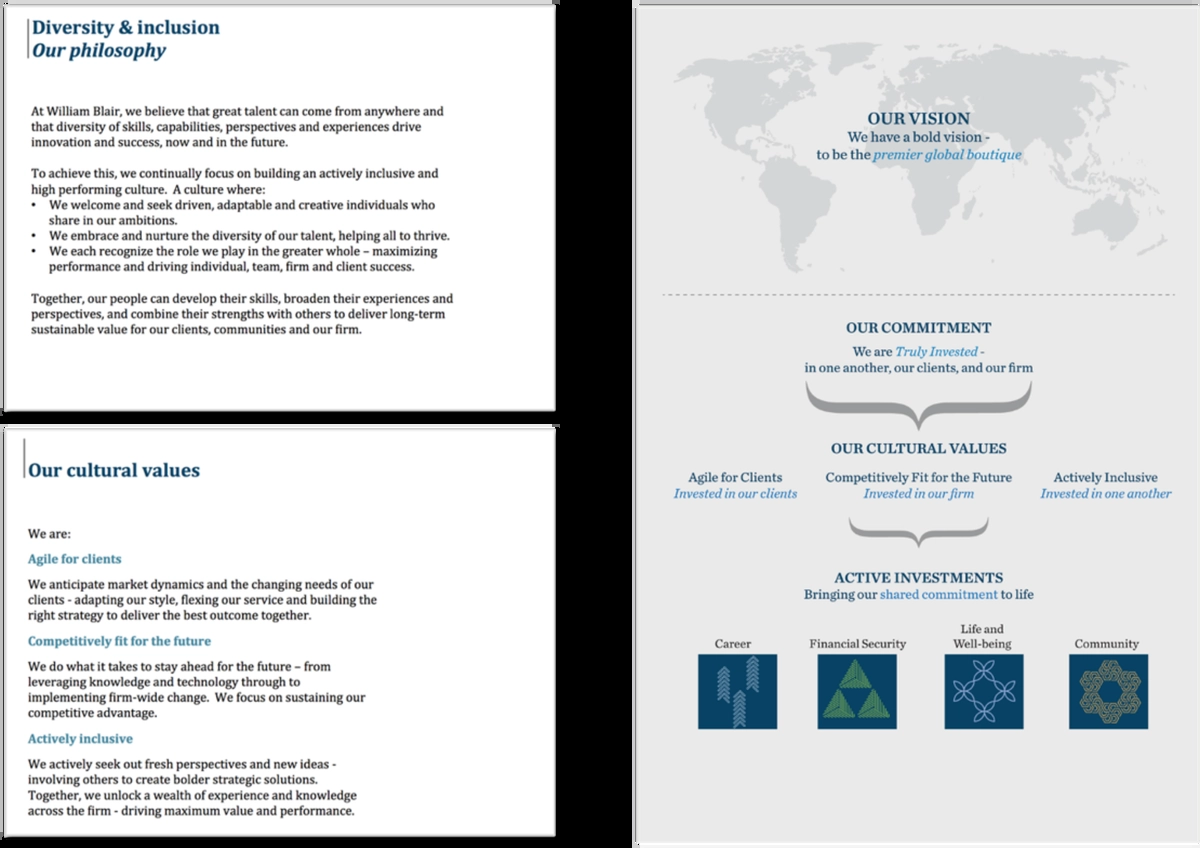 Diversity & inclusion
Our philosophy
At William Blair, we believe that great talent can come from anywhere and
that diversity of skills, capabilities, perspectives and experiences drive
innovation and success, now and in the future.
To achieve this, we continually focus on building an actively inclusive and
high performing culture.  A culture where:
• We welcome and seek driven, adaptable and creative individuals who
share in our ambitions.
• We embrace and nurture the diversity of our talent, helping all to thrive.
• We each recognize the role we play in the greater whole – maximizing
performance and driving individual, team, firm and client success.
Together, our people can develop their skills, broaden their experiences and
perspectives, and combine their strengths with others to deliver long-term
sustainable value for our clients, communities and our firm.
Our cultural values
We are:
Agile for clients
We anticipate market dynamics and the changing needs of our
clients - adapting our style, flexing our service and building the
right strategy to deliver the best outcome together.
Competitively fit for the future
We do what it takes to stay ahead for the future – from
leveraging knowledge and technology through to
implementing firm-wide change.  We focus on sustaining our
competitive advantage.
Actively inclusive
We actively seek out fresh perspectives and new ideas -
involving others to create bolder strategic solutions.
Together, we unlock a wealth of experience and knowledge
across the firm - driving maximum value and performance.
OUR VISION
We have a bold vision -
to be the premier global boutique
OUR COMMITMENT
We are Truly Invested -
in one another, our clients, and our firm
OUR CULTURAL VALUES
Agile for Clients
Invested in our clients
Competitively Fit for the Future
Invested in our firm
Actively Inclusive
Invested in one another
ACTIVE INVESTMENTS
Bringing our shared commitment to life
Career
Financial Security
Life and
Well-being
Community